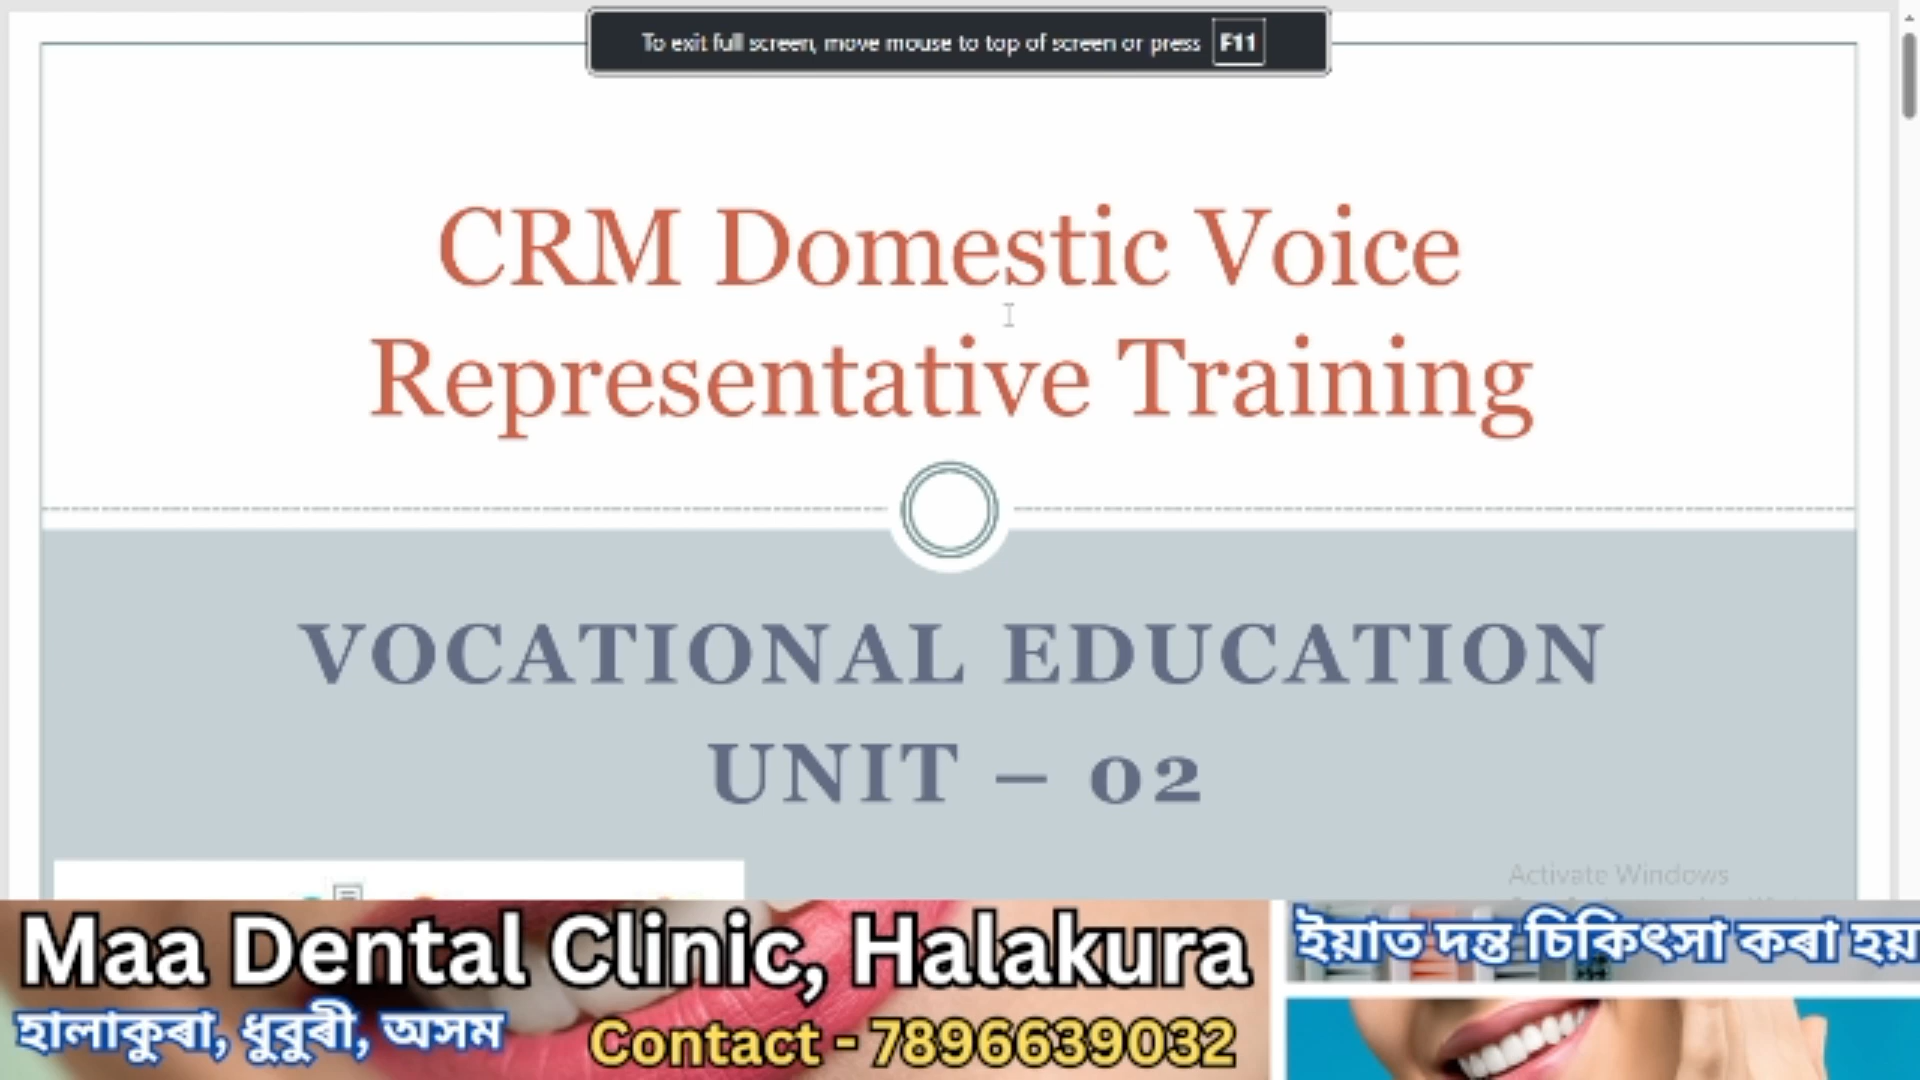 To exit full screen, move mouse to top of screen or press F11
CRM Domestic Voice
Representative Training
VOCATIONAL EDUCATION
UNIT – 02
Activate Windows
Maa Dental Clinic, Halakura
হালাকুৰা, ধুবুৰী, অসম
Contact - 7896639032
ইয়াত দন্ত চিকিৎসা কৰা হয়